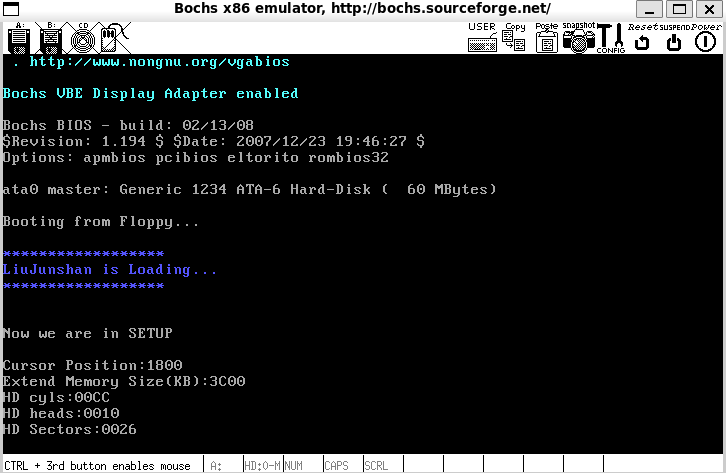 Bochs x86 emulator, http://bochs.sourceforge.net/
A: B: CD USER Copy Paste snapshot CONFIG Reset SUSPEND Power
. http://www.nongnu.org/vgabios
Bochs VBE Display Adapter enabled
Bochs BIOS - build: 02/13/08
$Revision: 1.194 $ $Date: 2007/12/23 19:46:27 $
Options: apmbios pcibios eltorito rombios32
ata0 master: Generic 1234 ATA-6 Hard-Disk (  60 MBytes)
Booting from Floppy...
******************
LiuJunshan is Loading...
******************
Now we are in SETUP
Cursor Position:1800
Extend Memory Size(KB):3C00
HD cyls:00CC
HD heads:0010
HD Sectors:0026
CTRL + 3rd button enables mouse A: HD:0-M NUM CAPS SCRL